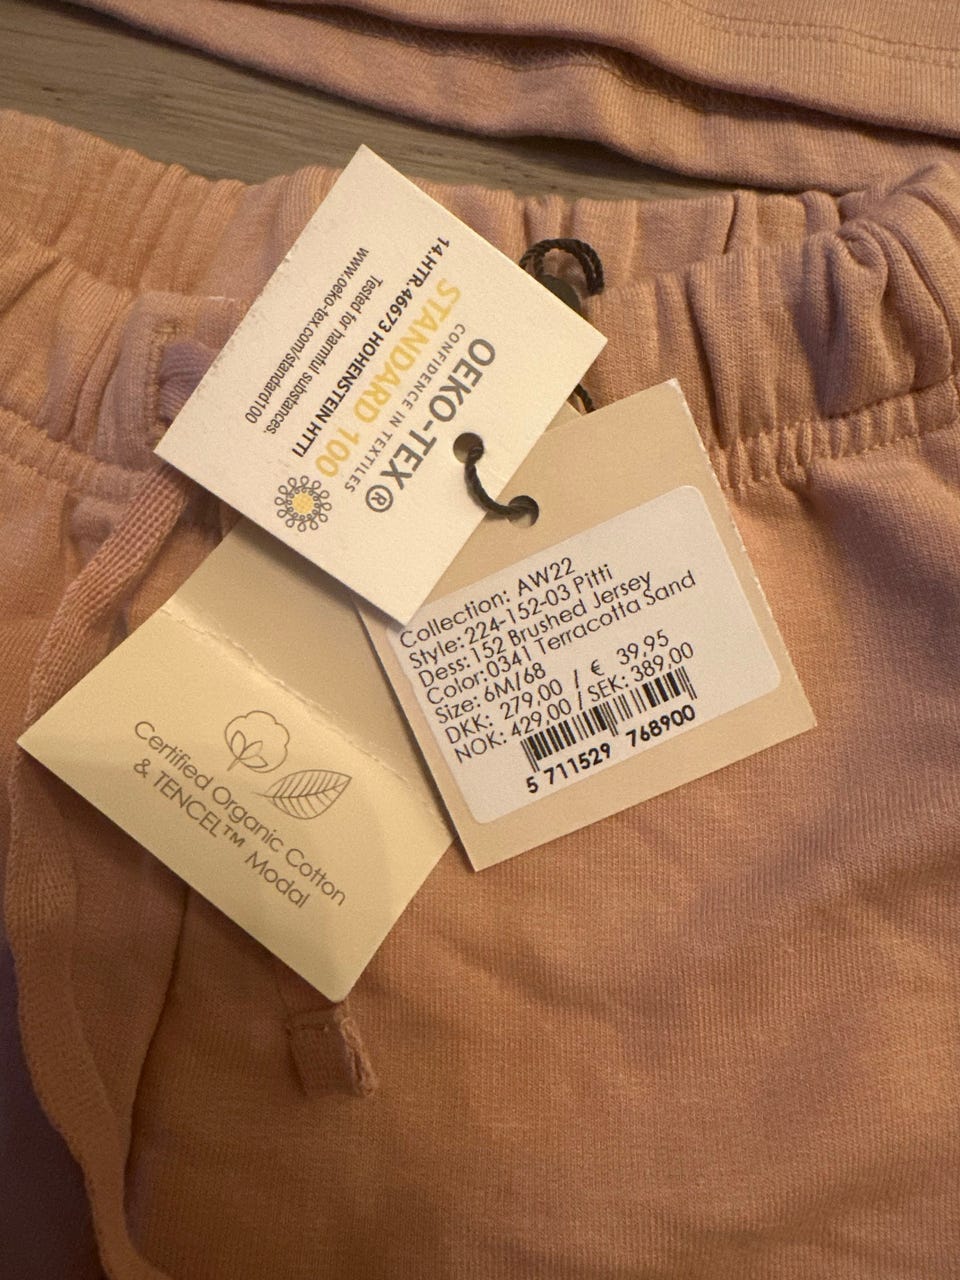 OEKO-TEX®
CONFIDENCE IN TEXTILES
STANDARD 100
14.HTR.46673 HOHENSTEIN HTTI
Tested for harmful substances.
www.oeko-tex.com/standard100
Collection: AW22
Style: 224-152-03 Pitti
Dess: 152 Brushed Jersey
Color: 0341 Terracotta Sand
Size: 6M/68
DKK: 279,00 / € 39,95
NOK: 429,00 / SEK: 389,00
5 711529 768900
Certified Organic Cotton
& TENCEL™ Modal